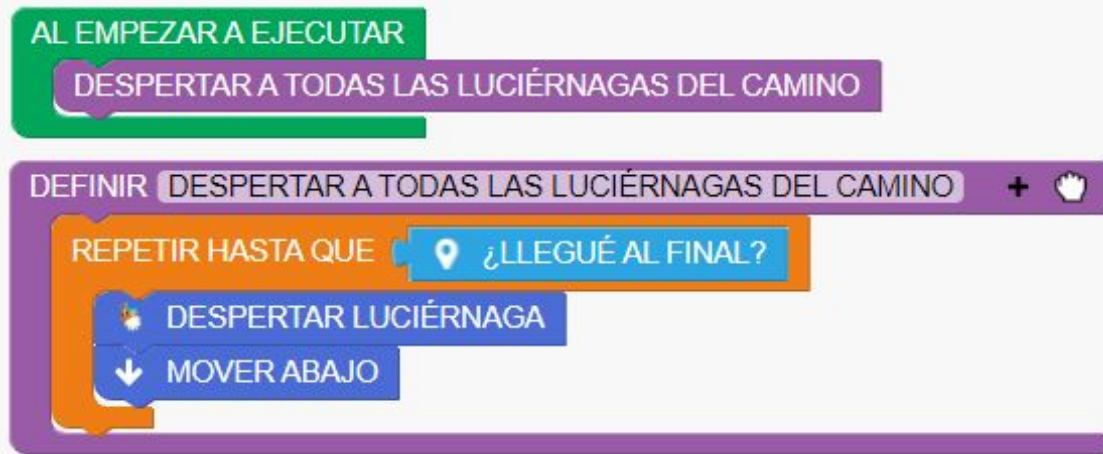 AL EMPEZAR A EJECUTAR
DESPERTAR A TODAS LAS LUCIÉRNAGAS DEL CAMINO
DEFINIR DESPERTAR A TODAS LAS LUCIÉRNAGAS DEL CAMINO +
REPETIR HASTA QUE ¿LLEGUÉ AL FINAL?
DESPERTAR LUCIÉRNAGA
MOVER ABAJO